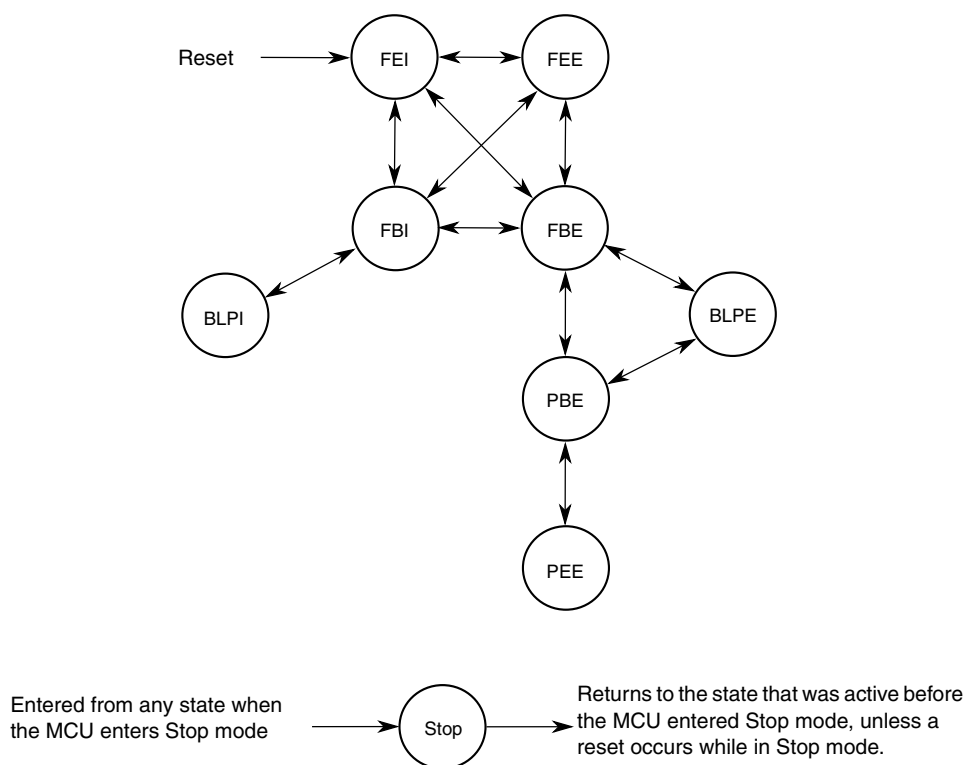 Reset
FEI
FEE
FBI
FBE
BLPI
BLPE
PBE
PEE
Entered from any state when
the MCU enters Stop mode
Stop
Returns to the state that was active before
the MCU entered Stop mode, unless a
reset occurs while in Stop mode.